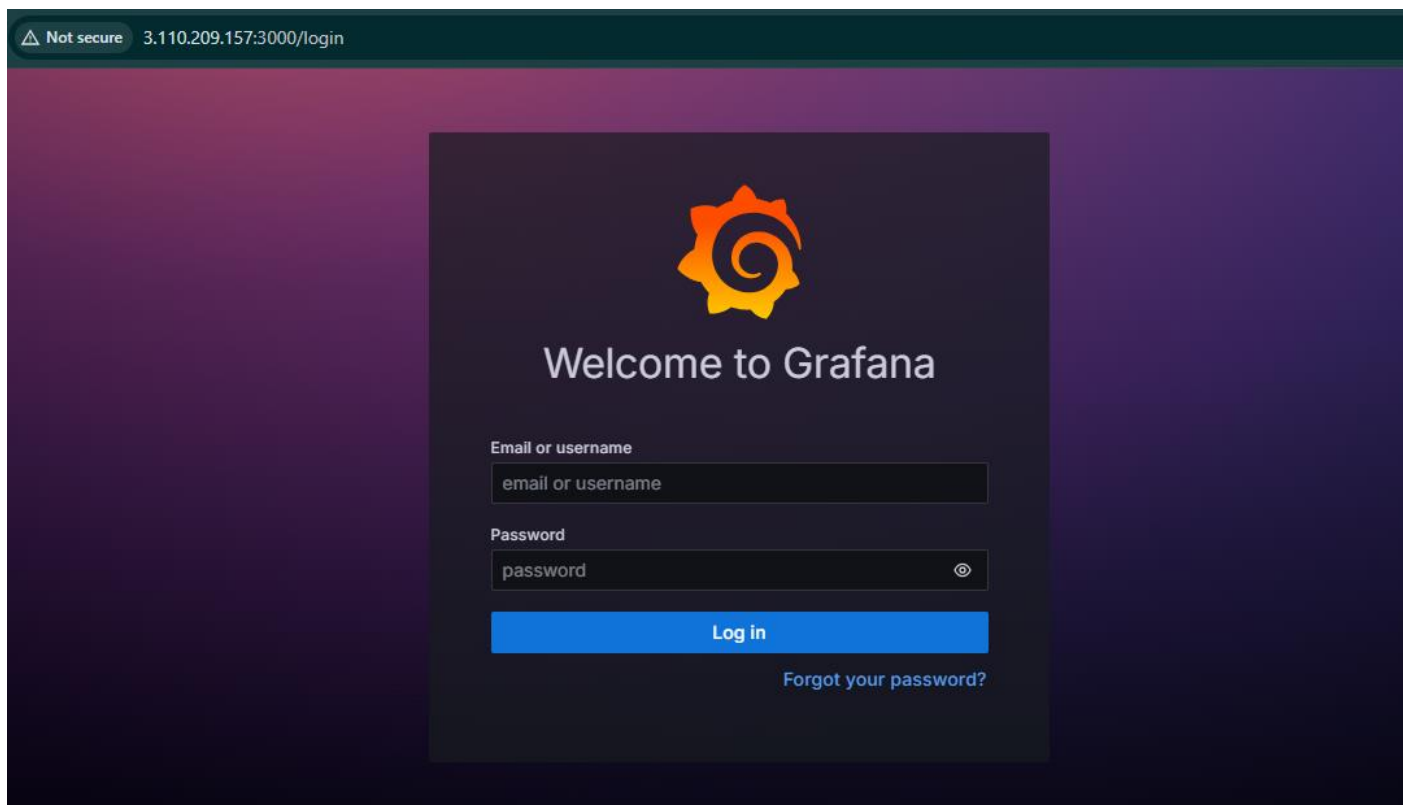 Not secure 3.110.209.157:3000/login
Welcome to Grafana
Email or username
email or username
Password
password
Log in
Forgot your password?